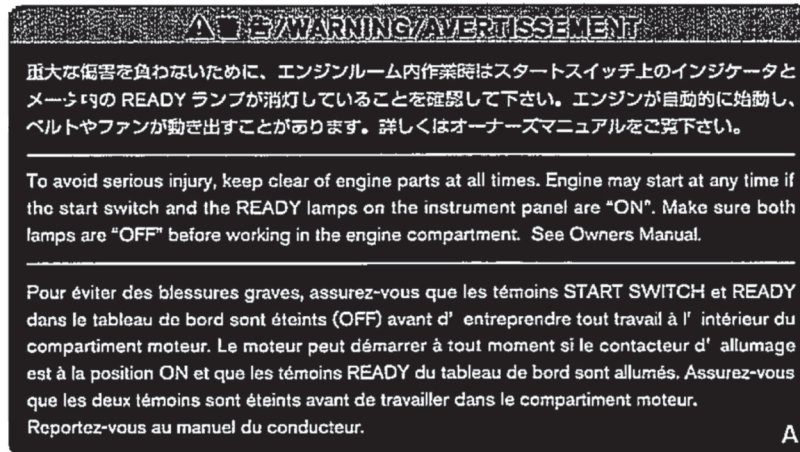 警告/WARNING/AVERTISSEMENT
重大な傷害を負わないために、エンジンルーム内作業時はスタートスイッチ上のインジケータと
メータ内の READY ランプが消灯していることを確認して下さい。エンジンが自動的に始動し、
ベルトやファンが動き出すことがあります。詳しくはオーナーズマニュアルをご覧下さい。
To avoid serious injury, keep clear of engine parts at all times. Engine may start at any time if
the start switch and the READY lamps on the instrument panel are “ON”. Make sure both
lamps are “OFF” before working in the engine compartment. See Owners Manual.
Pour éviter des blessures graves, assurez-vous que les témoins START SWITCH et READY
dans le tableau de bord sont éteints (OFF) avant d’ entreprendre tout travail à l’ intérieur du
compartiment moteur. Le moteur peut démarrer à tout moment si le contacteur d’ allumage
est à la position ON et que les témoins READY du tableau de bord sont allumés. Assurez-vous
que les deux témoins sont éteints avant de travailler dans le compartiment moteur.
Reportez-vous au manuel du conducteur.
A